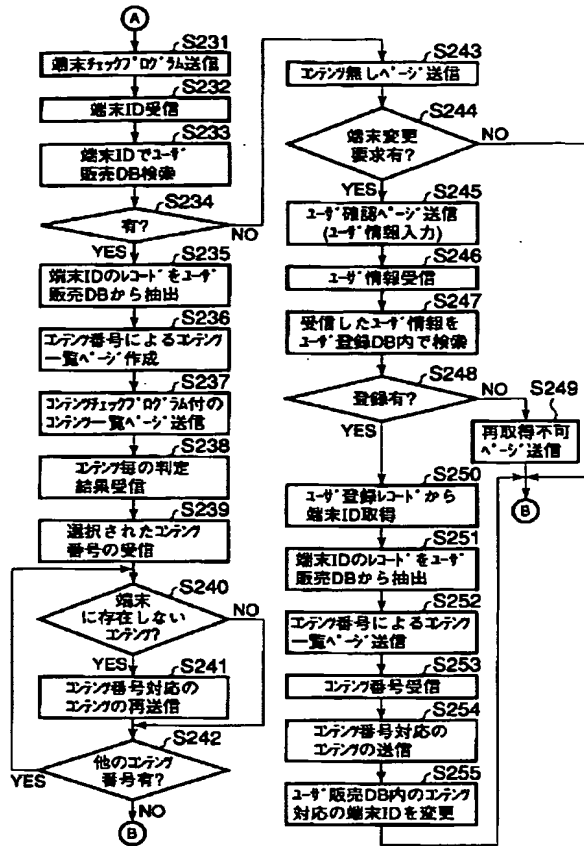 A
S231
端末ﾁｪｯｸﾌﾟﾛｸﾞﾗﾑ送信
S232
端末ID受信
S233
端末IDでﾕｰｻﾞ
販売DB検索
S234
有?
NO
YES
S235
端末IDのﾚｺｰﾄﾞをﾕｰｻﾞ
販売DBから抽出
S236
ｺﾝﾃﾝﾂ番号によるｺﾝﾃﾝﾂ
一覧ﾍﾟｰｼﾞ作成
S237
ｺﾝﾃﾝﾂﾁｪｯｸﾌﾟﾛｸﾞﾗﾑ付の
ｺﾝﾃﾝﾂ一覧ﾍﾟｰｼﾞ送信
S238
ｺﾝﾃﾝﾂ毎の判定
結果受信
S239
選択されたｺﾝﾃﾝﾂ
番号の受信
S240
端末
に存在しない
ｺﾝﾃﾝﾂ?
NO
YES
S241
ｺﾝﾃﾝﾂ番号対応の
ｺﾝﾃﾝﾂの再送信
S242
他のｺﾝﾃﾝﾂ
番号有?
YES
NO
B
S243
ｺﾝﾃﾝﾂ無しﾍﾟｰｼﾞ送信
S244
端末変更
要求有?
NO
YES
S245
ﾕｰｻﾞ確認ﾍﾟｰｼﾞ送信
(ﾕｰｻﾞ情報入力)
S246
ﾕｰｻﾞ情報受信
S247
受信したﾕｰｻﾞ情報を
ﾕｰｻﾞ登録DB内で検索
S248
登録有?
NO
YES
S249
再取得不可
ﾍﾟｰｼﾞ送信
B
S250
ﾕｰｻﾞ登録ﾚｺｰﾄﾞから
端末ID取得
S251
端末IDのﾚｺｰﾄﾞをﾕｰｻﾞ
販売DBから抽出
S252
ｺﾝﾃﾝﾂ番号によるｺﾝﾃﾝﾂ
一覧ﾍﾟｰｼﾞ送信
S253
ｺﾝﾃﾝﾂ番号受信
S254
ｺﾝﾃﾝﾂ番号対応の
ｺﾝﾃﾝﾂの送信
S255
ﾕｰｻﾞ販売DB内のｺﾝﾃﾝﾂ
対応の端末IDを変更